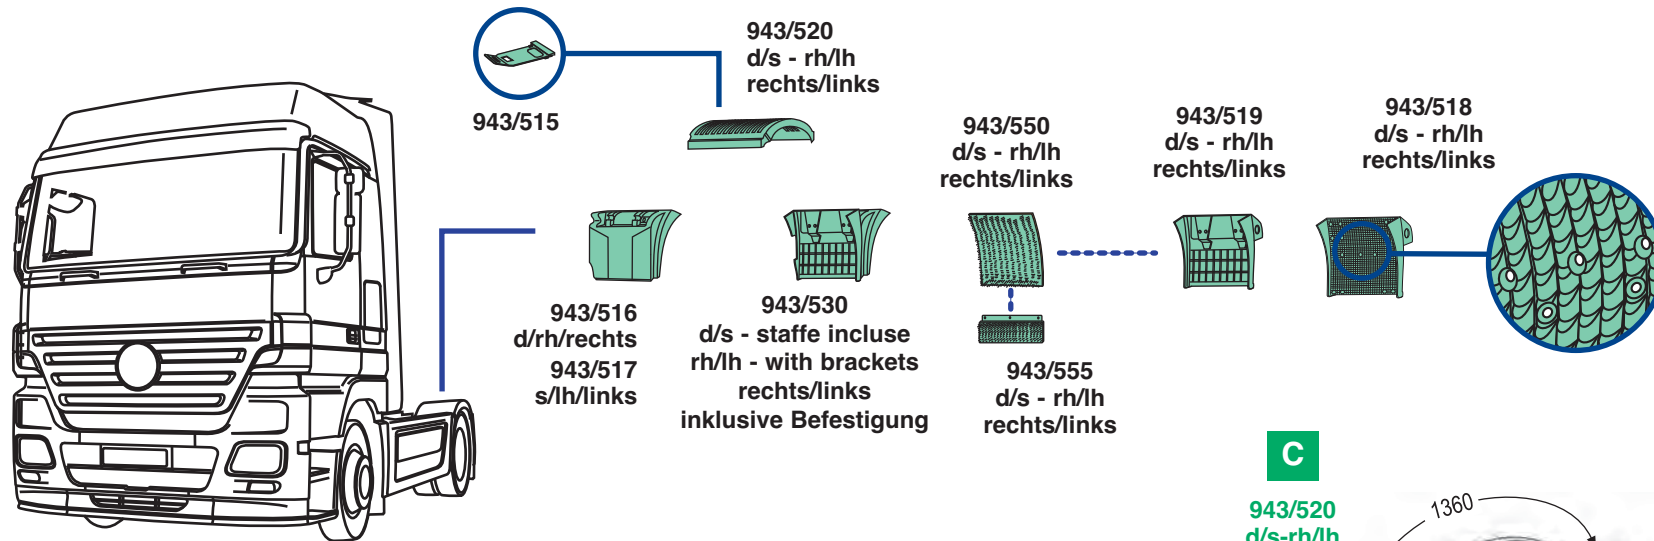 943/520
d/s - rh/lh
rechts/links
943/515
943/550
d/s - rh/lh
rechts/links
943/519
d/s - rh/lh
rechts/links
943/518
d/s - rh/lh
rechts/links
943/516
d/rh/rechts
943/517
s/lh/links
943/530
d/s - staffe incluse
rh/lh - with brackets
rechts/links
inklusive Befestigung
943/555
d/s - rh/lh
rechts/links
C
943/520
d/s-rh/lh
1360